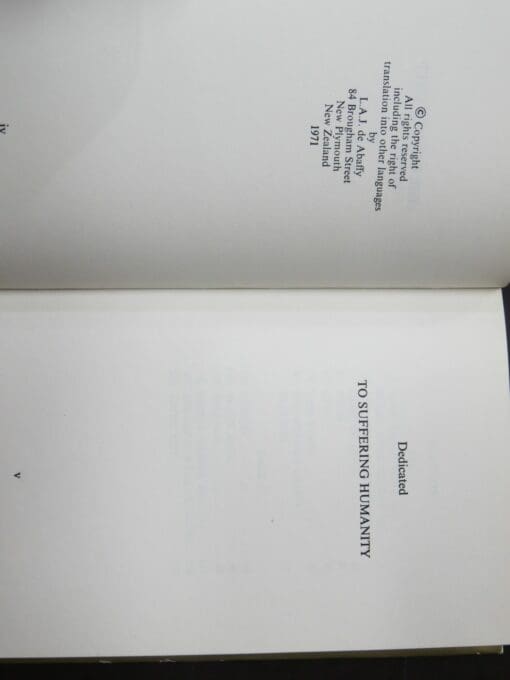 © Copyright
All rights reserved
including the right of
translation into other languages
by
L.A.J. de Abaffy
84 Brougham Street
New Plymouth
New Zealand
1971
iv
Dedicated
TO SUFFERING HUMANITY
v